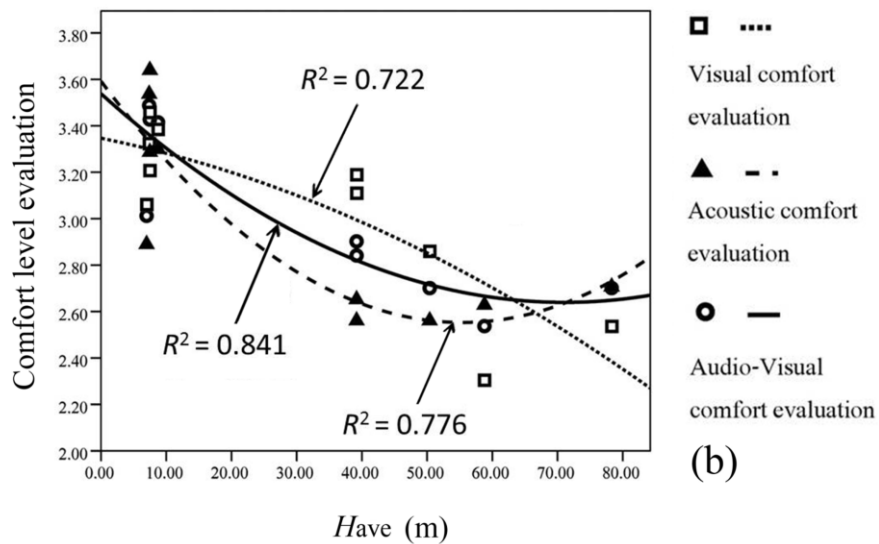 Comfort level evaluation
3.80
3.60
3.40
3.20
3.00
2.80
2.60
2.40
2.20
2.00
0.00 10.00 20.00 30.00 40.00 50.00 60.00 70.00 80.00
Have (m)
R² = 0.722
R² = 0.841
R² = 0.776
Visual comfort
evaluation
Acoustic comfort
evaluation
Audio-Visual
comfort evaluation
(b)